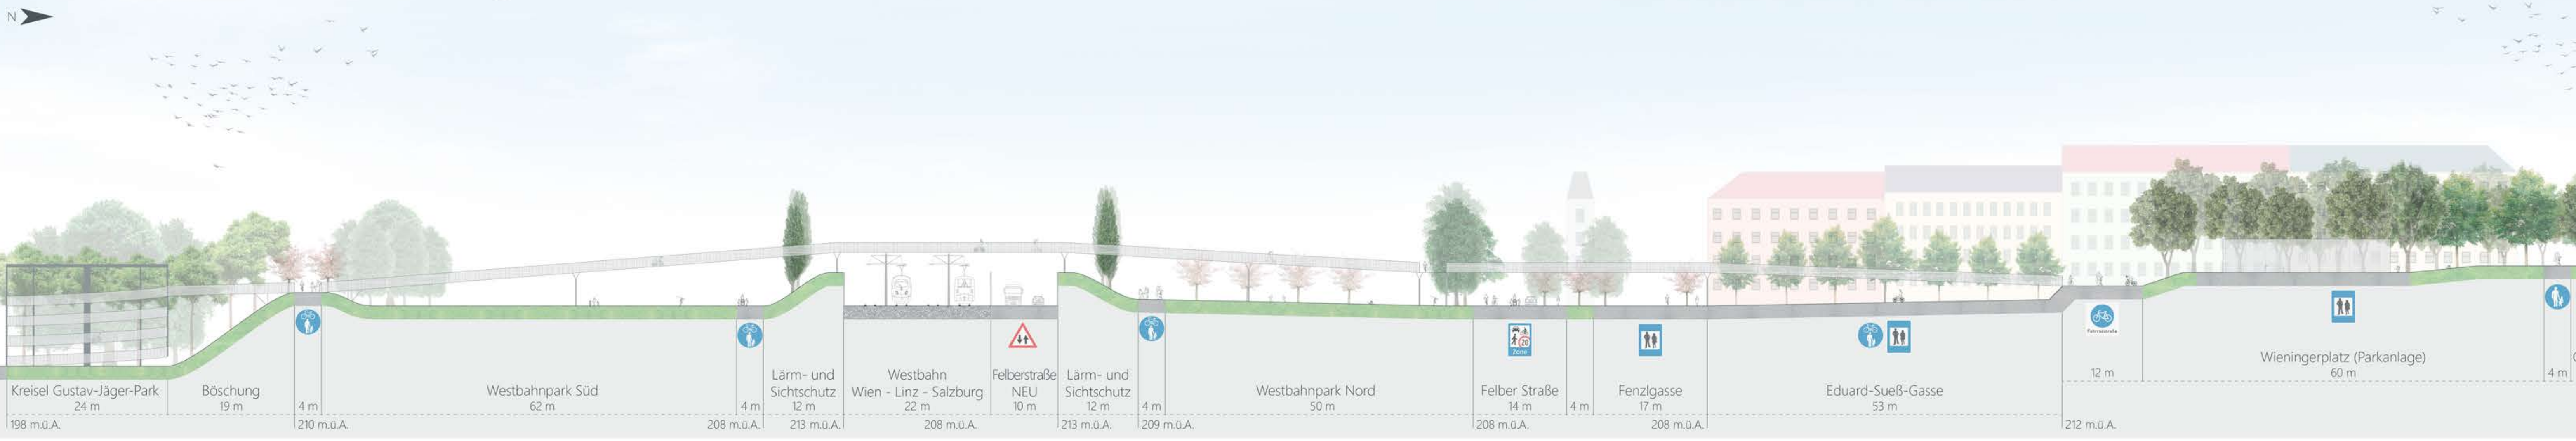 N
Kreisel Gustav-Jäger-Park
24 m
Böschung
19 m
4 m
Westbahnpark Süd
62 m
4 m
Lärm- und
Sichtschutz
12 m
Westbahn
Wien - Linz - Salzburg
22 m
Felberstraße
NEU
10 m
Lärm- und
Sichtschutz
12 m
4 m
Westbahnpark Nord
50 m
20
Zone
Felber Straße
14 m
4 m
Fenzlgasse
17 m
Eduard-Sueß-Gasse
53 m
Fahrradstraße
12 m
Wieningerplatz (Parkanlage)
60 m
4 m
198 m.ü.A.
210 m.ü.A.
208 m.ü.A.
213 m.ü.A.
208 m.ü.A.
213 m.ü.A.
209 m.ü.A.
208 m.ü.A.
208 m.ü.A.
212 m.ü.A.